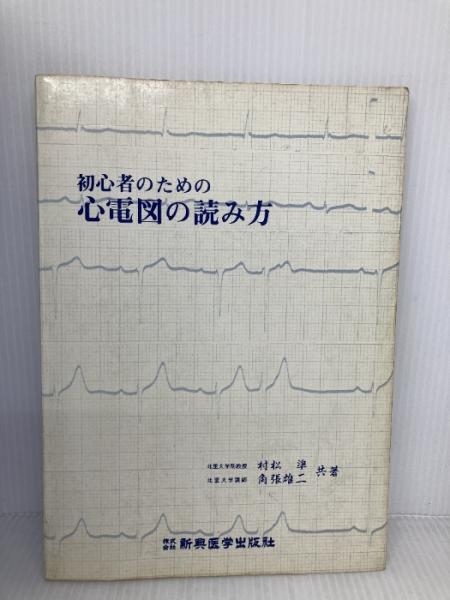 初心者のための
心電図の読み方
北里大学助教授 村松 準
北里大学講師 角張雄二 共著
株式会社 新興医学出版社